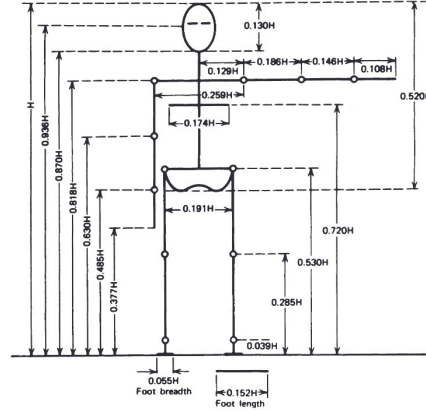 0.130H
0.186H
0.146H
0.108H
0.129H
0.520H
0.259H
0.174H
H
0.936H
0.870H
0.818H
0.630H
0.485H
0.377H
0.191H
0.720H
0.530H
0.285H
0.039H
0.055H
Foot breadth
0.152H
Foot length